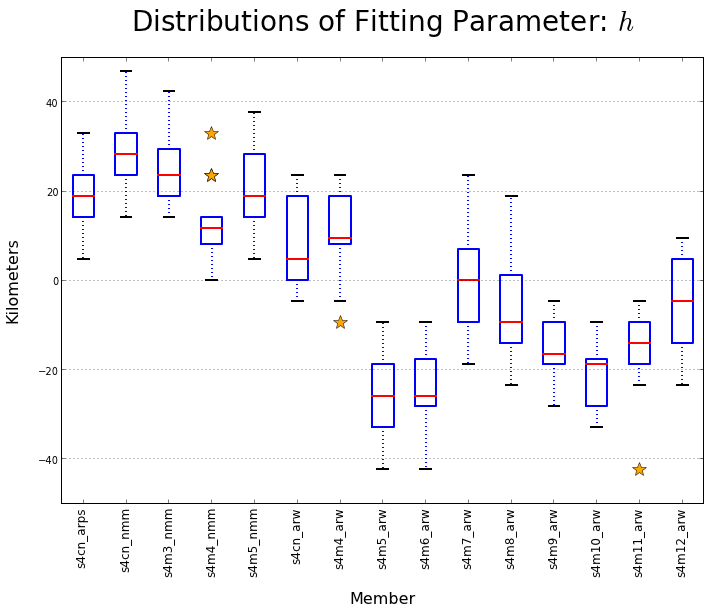 Distributions of Fitting Parameter: h
Kilometers
40
20
0
−20
−40
s4cn_arps
s4cn_nmm
s4m3_nmm
s4m4_nmm
s4m5_nmm
s4cn_arw
s4m4_arw
s4m5_arw
s4m6_arw
s4m7_arw
s4m8_arw
s4m9_arw
s4m10_arw
s4m11_arw
s4m12_arw
Member